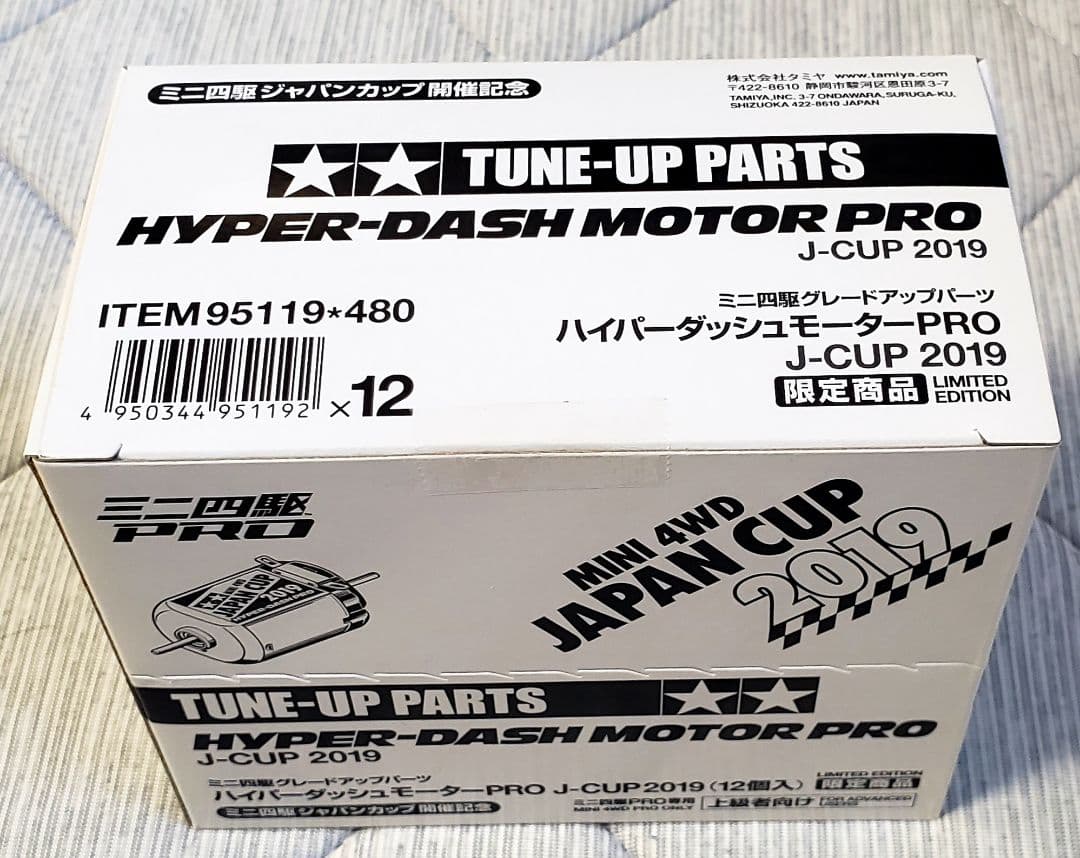 ミニ四駆ジャパンカップ 開催記念
株式会社タミヤ www.tamiya.com
〒422-8610 静岡市駿河区恩田原3-7
TAMIYA,INC. 3-7 ONDAWARA, SURUGA-KU,
SHIZUOKA 422-8610 JAPAN
TUNE-UP PARTS
HYPER-DASH MOTOR PRO
J-CUP 2019
ITEM 95119*480
4 950344 951192 ×12
ミニ四駆グレードアップパーツ
ハイパーダッシュモーターPRO
J-CUP 2019
限定商品 LIMITED EDITION
ミニ四駆
PRO
JAPAN CUP
2019
HYPER-DASH MOTOR PRO
MINI 4WD
JAPAN CUP
2019
TUNE-UP PARTS
HYPER-DASH MOTOR PRO
J-CUP 2019
ミニ四駆グレードアップパーツ
ハイパーダッシュモーターPRO J-CUP 2019 (12個入)
LIMITED EDITION
限定商品
ミニ四駆ジャパンカップ 開催記念
ミニ四駆PRO専用
MINI 4WD PRO ONLY
上級者向け
FOR ADVANCED